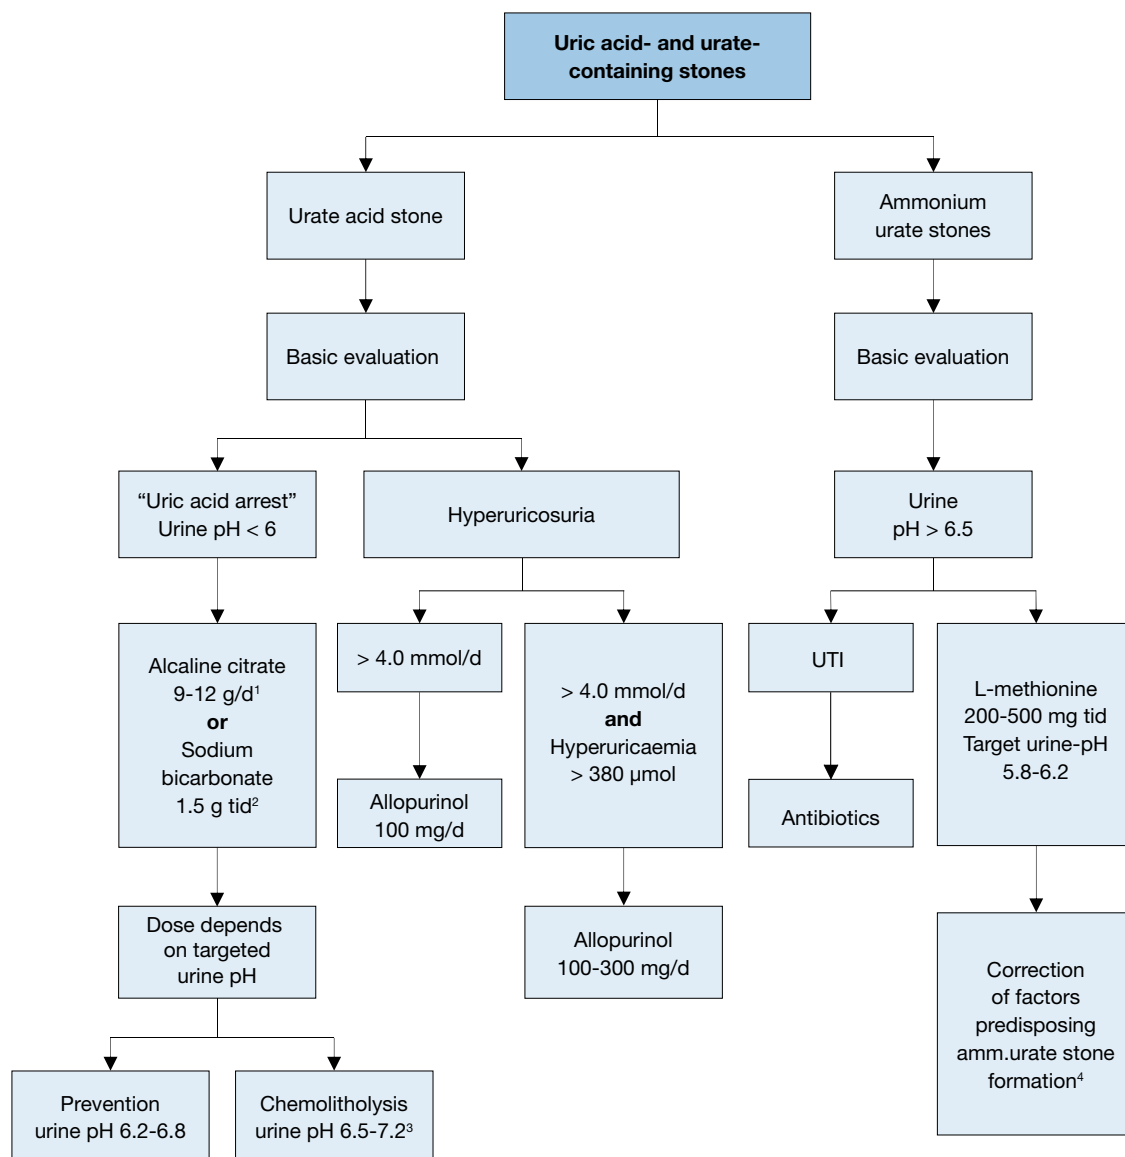 Uric acid- and urate-
containing stones
Urate acid stone
Ammonium
urate stones
Basic evaluation
Basic evaluation
“Uric acid arrest”
Urine pH < 6
Hyperuricosuria
Urine
pH > 6.5
Alcaline citrate
9-12 g/d¹
or
Sodium
bicarbonate
1.5 g tid²
> 4.0 mmol/d
> 4.0 mmol/d
and
Hyperuricaemia
> 380 µmol
UTI
L-methionine
200-500 mg tid
Target urine-pH
5.8-6.2
Allopurinol
100 mg/d
Antibiotics
Dose depends
on targeted
urine pH
Allopurinol
100-300 mg/d
Correction
of factors
predisposing
amm.urate stone
formation⁴
Prevention
urine pH 6.2-6.8
Chemolitholysis
urine pH 6.5-7.2³